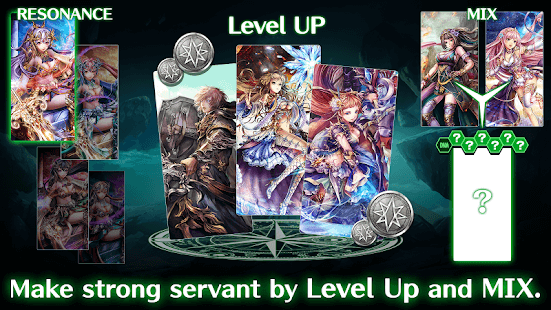 RESONANCE
Level UP
MIX
DNA ? ? ? ? ? ?
?
Make strong servant by Level Up and MIX.